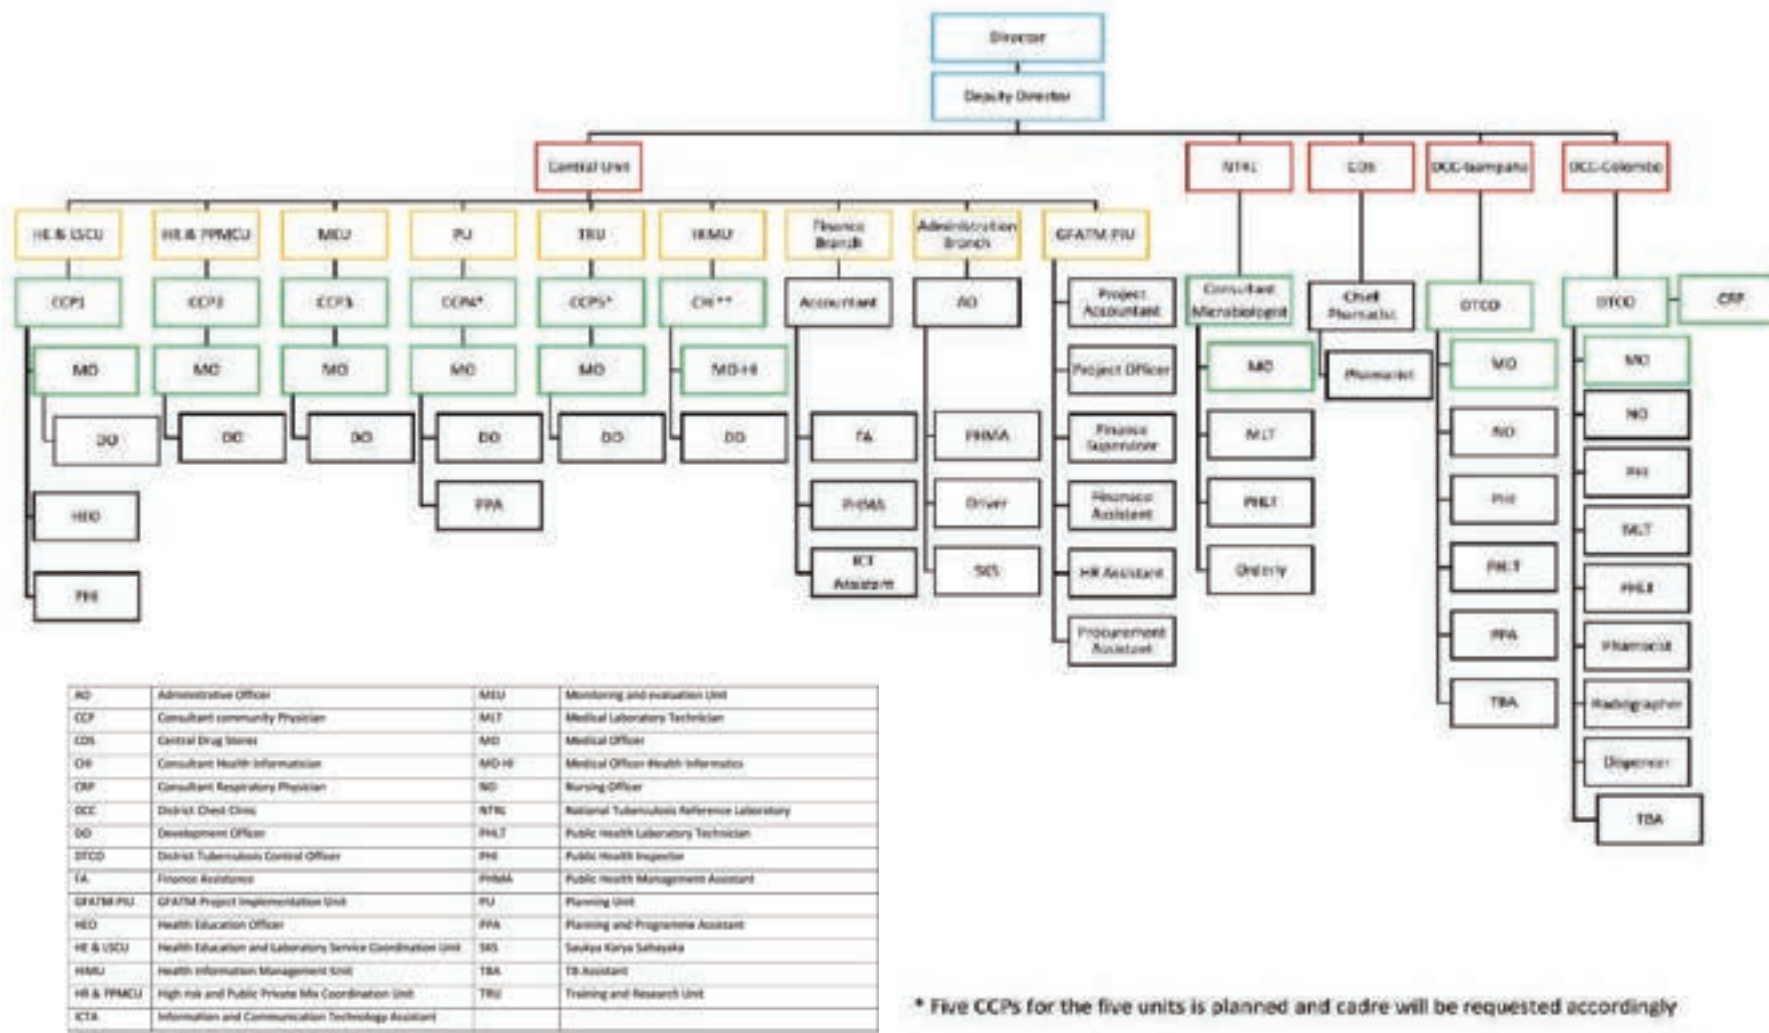 Director
Deputy Director
Central Unit
NTRL
CDS
DCC-Gampaha
DCC-Colombo
HE & LSCU
HR & PPMCU
MEU
PU
TRU
HIMU
Finance
Branch
Administration
Branch
GFATM-PIU
CCP1
CCP2
CCP3
CCP4*
CCP5*
CHI**
Accountant
AO
Project
Accountant
Consultant
Microbiologist
Chief
DTCO
DTCO
CRP
MO
MO
MO
MO
MO
MO-HI
Project Officer
MO
Pharmacist
MO
MO
DO
DO
DO
DO
DO
DO
FA
PHMA
Finance
Supervisor
MLT
NO
NO
HEO
PPA
PHMA
Driver
Assistant
PHLT
PHI
PHI
PHI
ICT
Assistant
SKS
HR Assistant
Orderly
PHLT
MLT
Procurement
Assistant
PPA
PHLT
TBA
Radiographer
Dispenser
TBA
AO Administrative Officer MEU Monitoring and evaluation Unit
CCP Consultant community Physician MLT Medical Laboratory Technician
CDS Central Drug Stores MO Medical Officer
CHI Consultant Health Informatician MO-HI Medical Officer-Health Informatics
CRP Consultant Respiratory Physician NO Nursing Officer
DCC District Chest Clinic NTRL National Tuberculosis Reference Laboratory
DO Development Officer PHLT Public Health Laboratory Technician
DTCO District Tuberculosis Control Officer PHI Public Health Inspector
FA Finance Assistance PHMA Public Health Management Assistant
GFATM-PIU GFATM-Project Implementation Unit PU Planning Unit
HEO Health Education Officer PPA Planning and Programme Assistant
HE & LSCU Health Education and Laboratory Service Coordination Unit SKS Saukya Karya Sahayaka
HIMU Health Information Management Unit TBA TB Assistant
HR & PPMCU High risk and Public Private Mix Coordination Unit TRU Training and Research Unit
ICTA Information and Communication Technology Assistant
* Five CCPs for the five units is planned and cadre will be requested accordingly